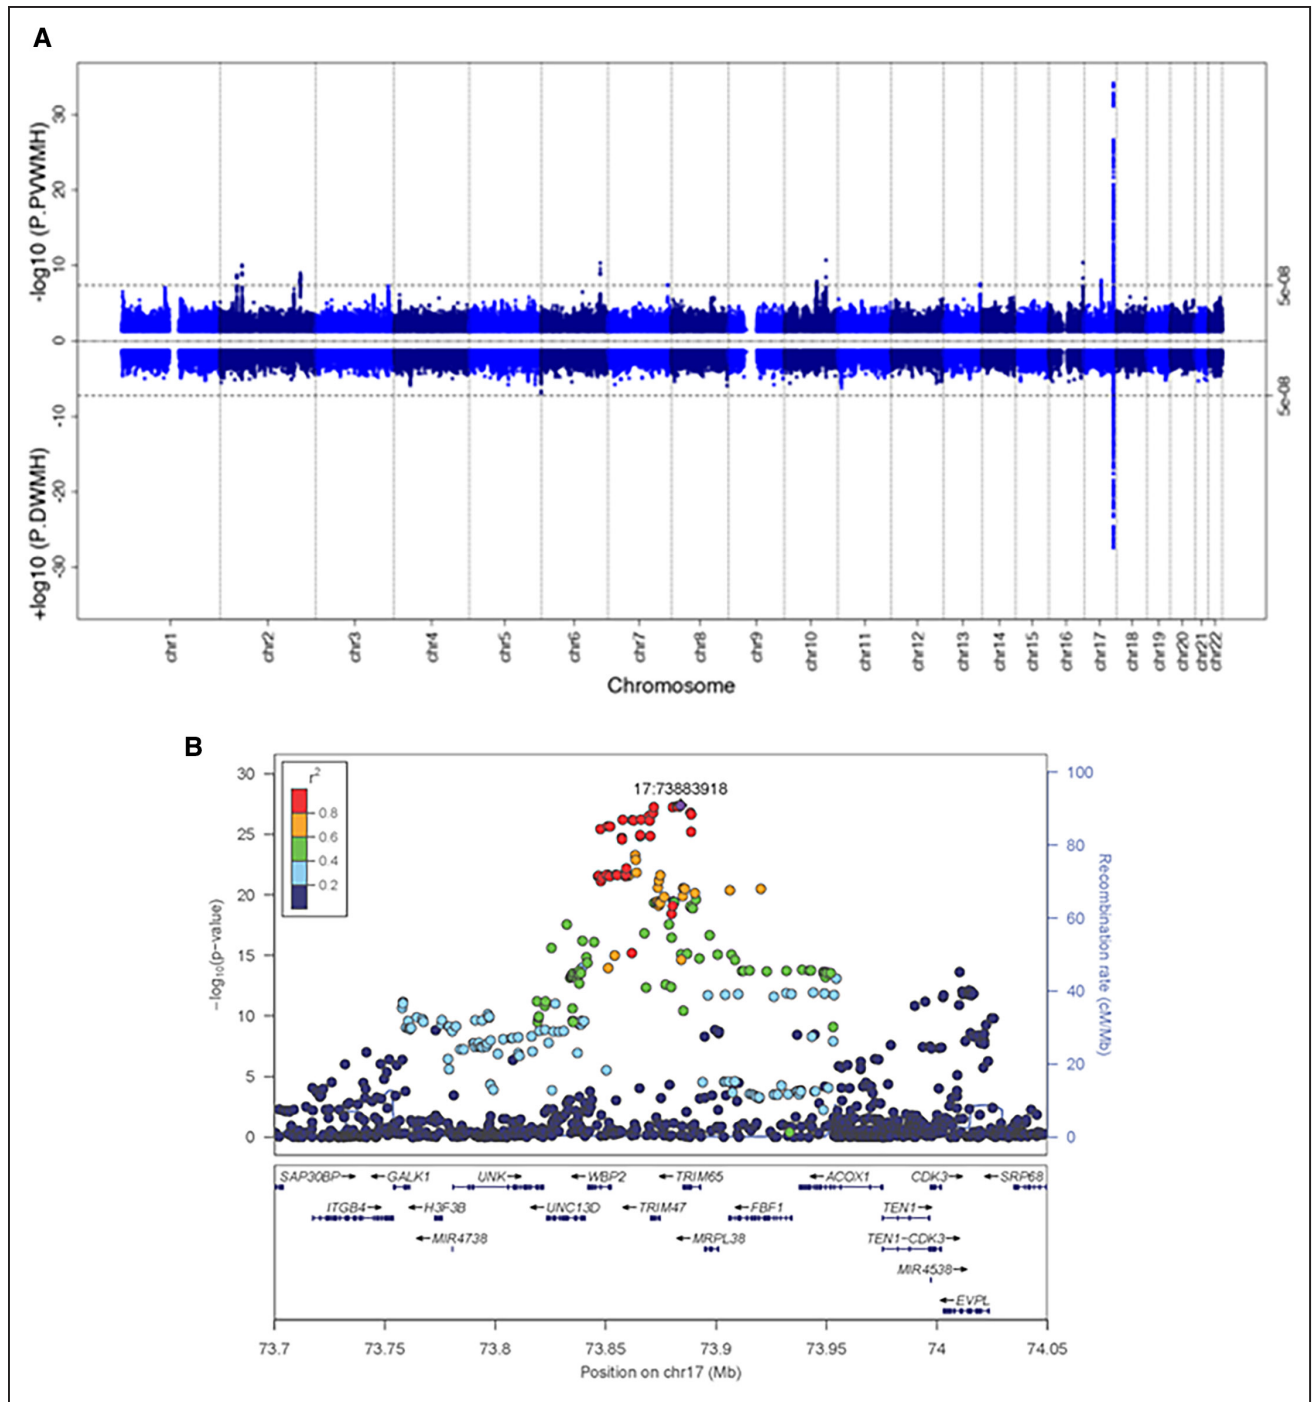 A
-log10 (P.PVWMH)
30
20
10
0
5e-08
+log10 (P.DWMH)
-10
-20
-30
5e-08
chr1 chr2 chr3 chr4 chr5 chr6 chr7 chr8 chr9 chr10 chr11 chr12 chr13 chr14 chr15 chr16 chr17 chr18 chr19 chr20 chr21 chr22
Chromosome
B
17:73883918
r2
0.8
0.6
0.4
0.2
−log10(p−value)
30
25
20
15
10
5
0
100
80
60
40
20
0
Recombination rate (cM/Mb)
SAP30BP→ ←GALK1 UNK→ ←WBP2 ←TRIM65 ←ACOX1 CDK3→ ←SRP68
ITGB4→ ←H3F3B ←UNC13D ←TRIM47 ←FBF1 TEN1→
←MIR4738 ←MRPL38 TEN1−CDK3→
MIR4538→
←EVPL
73.7 73.75 73.8 73.85 73.9 73.95 74 74.05
Position on chr17 (Mb)